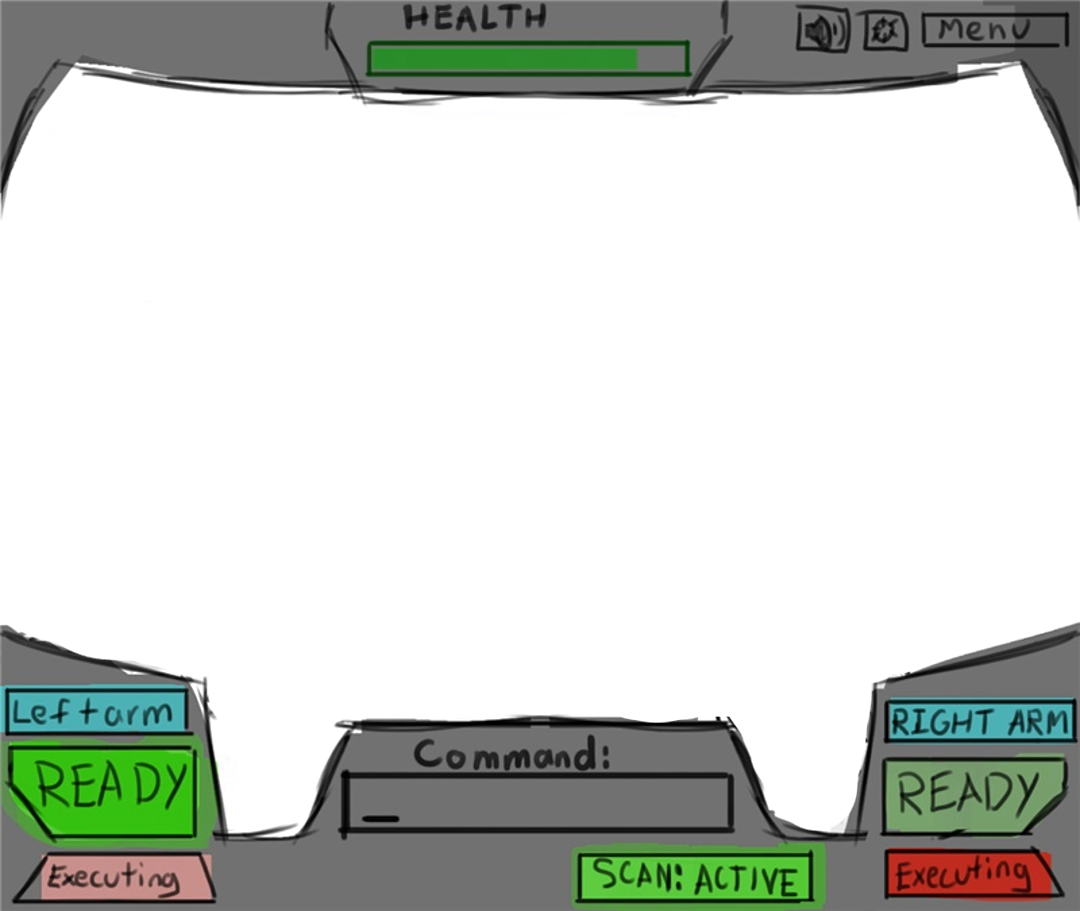 HEALTH
Menu
Left arm
RIGHT ARM
READY
Command:
READY
Executing
SCAN: ACTIVE
Executing